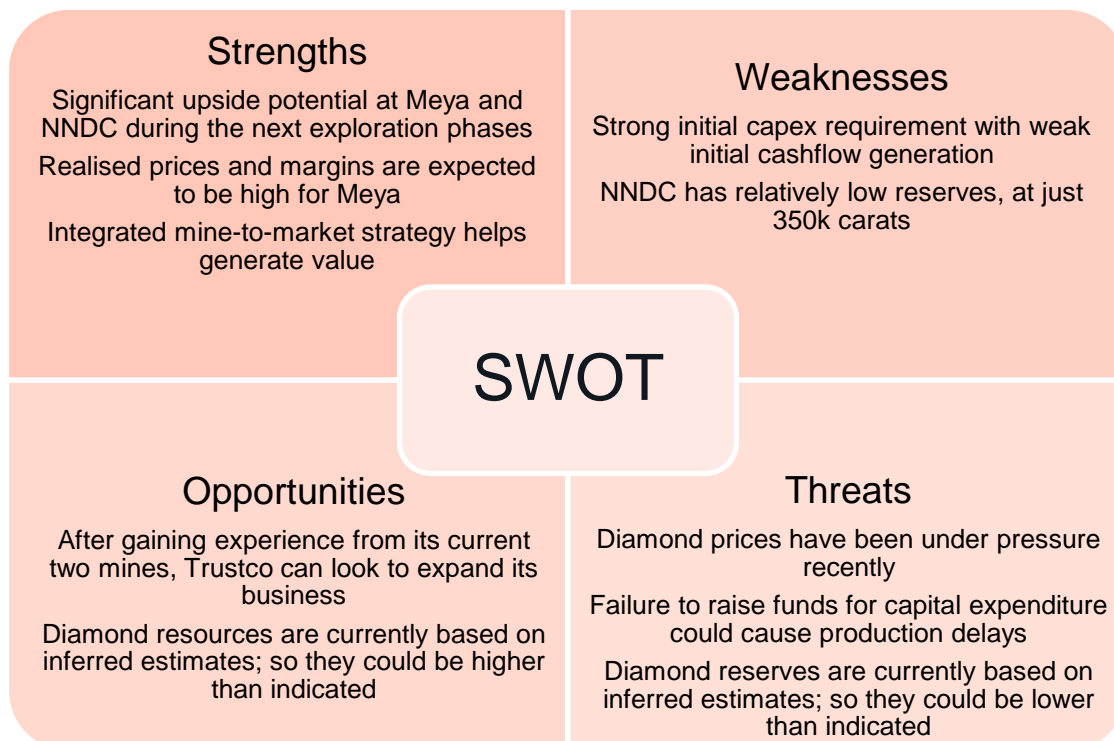 Strengths
Significant upside potential at Meya and
NNDC during the next exploration phases
Realised prices and margins are expected
to be high for Meya
Integrated mine-to-market strategy helps
generate value
Weaknesses
Strong initial capex requirement with weak
initial cashflow generation
NNDC has relatively low reserves, at just
350k carats
SWOT
Opportunities
After gaining experience from its current
two mines, Trustco can look to expand its
business
Diamond resources are currently based on
inferred estimates; so they could be higher
than indicated
Threats
Diamond prices have been under pressure
recently
Failure to raise funds for capital expenditure
could cause production delays
Diamond reserves are currently based on
inferred estimates; so they could be lower
than indicated